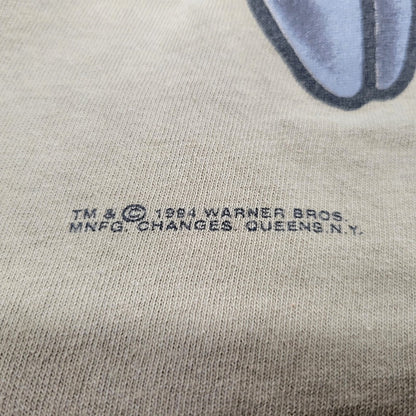 TM & © 1994 WARNER BROS.
MNFG. CHANGES QUEENS.N.Y.